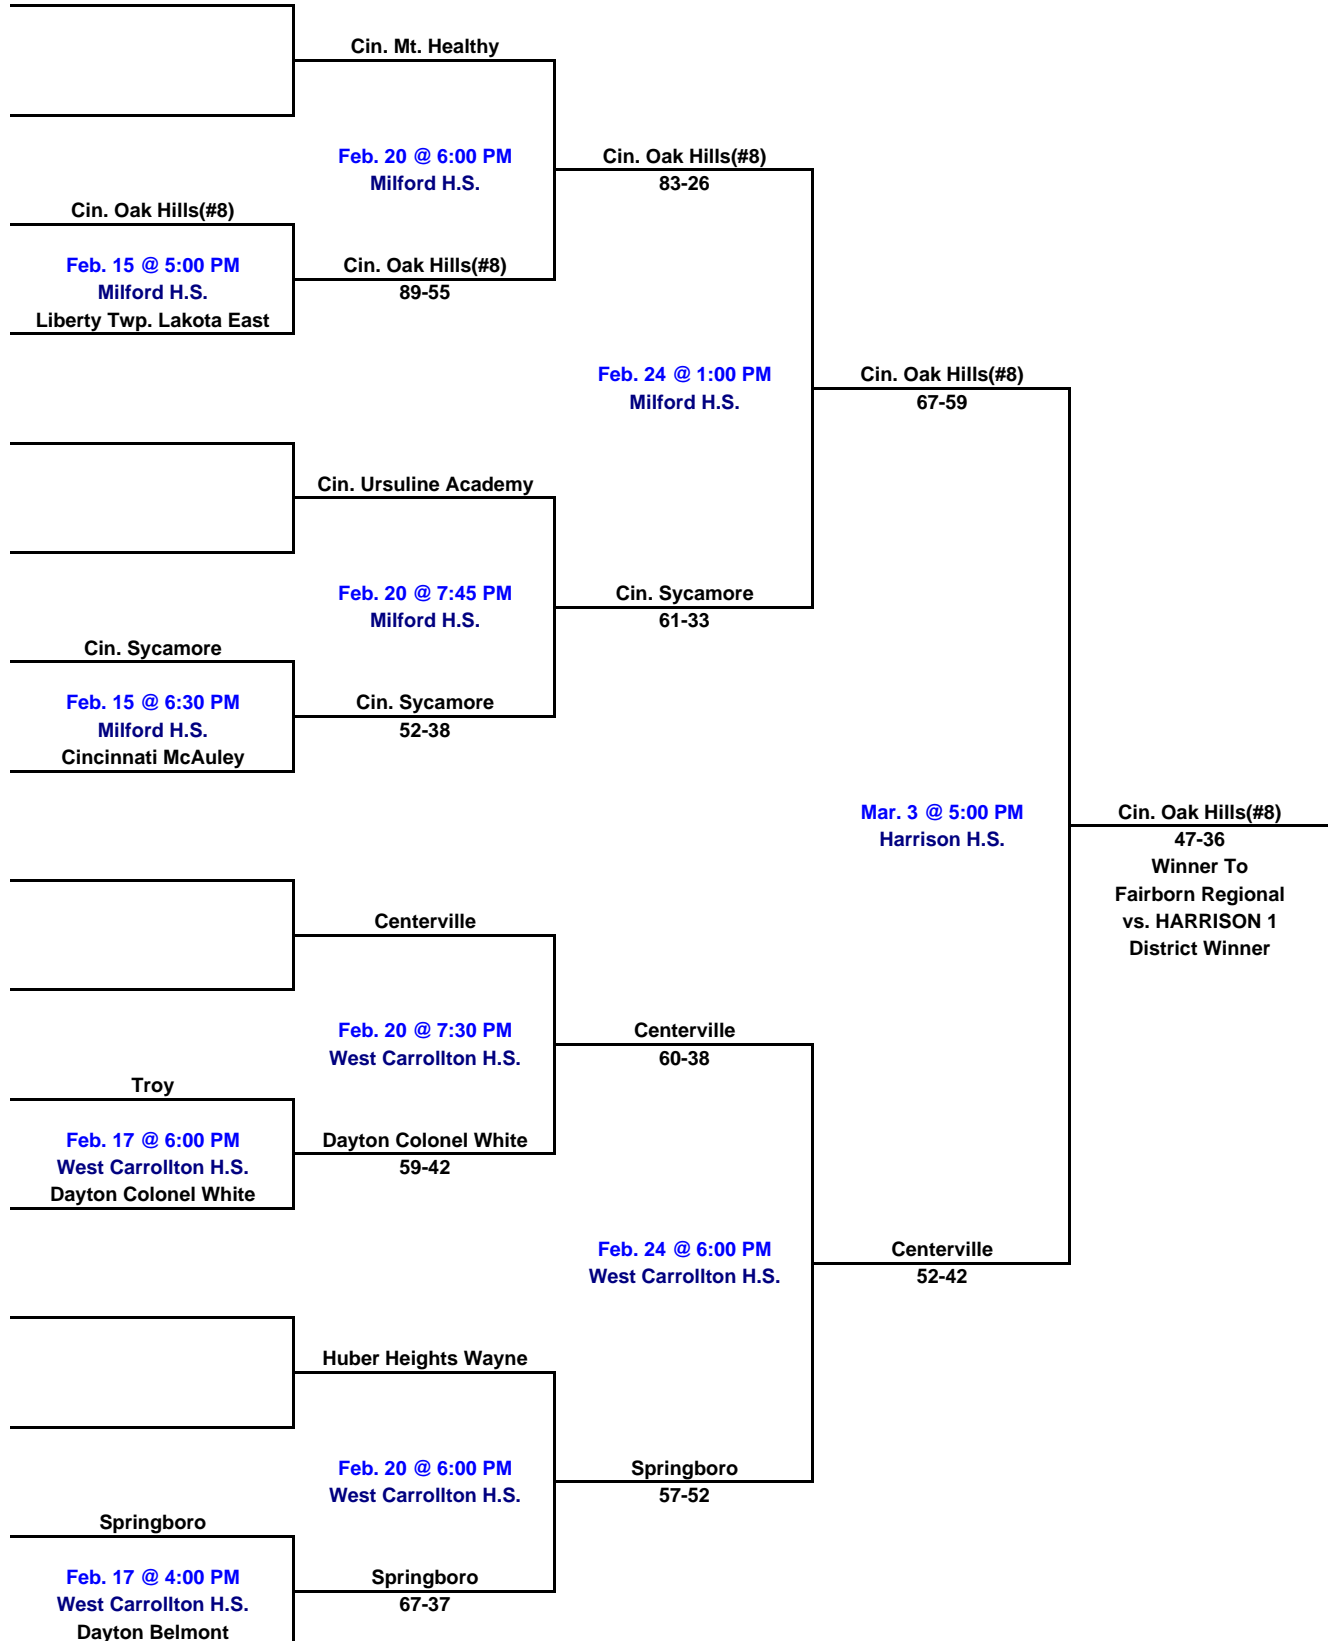 Cin. Mt. Healthy
Feb. 20 @ 6:00 PM
Milford H.S.
Cin. Oak Hills(#8)
83-26
Cin. Oak Hills(#8)
Feb. 15 @ 5:00 PM
Milford H.S.
Liberty Twp. Lakota East
Cin. Oak Hills(#8)
89-55
Feb. 24 @ 1:00 PM
Milford H.S.
Cin. Oak Hills(#8)
67-59
Cin. Ursuline Academy
Feb. 20 @ 7:45 PM
Milford H.S.
Cin. Sycamore
61-33
Cin. Sycamore
Feb. 15 @ 6:30 PM
Milford H.S.
Cincinnati McAuley
Cin. Sycamore
52-38
Mar. 3 @ 5:00 PM
Harrison H.S.
Cin. Oak Hills(#8)
47-36
Winner To
Fairborn Regional
vs. HARRISON 1
District Winner
Centerville
Feb. 20 @ 7:30 PM
West Carrollton H.S.
Centerville
60-38
Troy
Feb. 17 @ 6:00 PM
West Carrollton H.S.
Dayton Colonel White
Dayton Colonel White
59-42
Feb. 24 @ 6:00 PM
West Carrollton H.S.
Centerville
52-42
Huber Heights Wayne
Feb. 20 @ 6:00 PM
West Carrollton H.S.
Springboro
57-52
Springboro
Feb. 17 @ 4:00 PM
West Carrollton H.S.
Dayton Belmont
Springboro
67-37